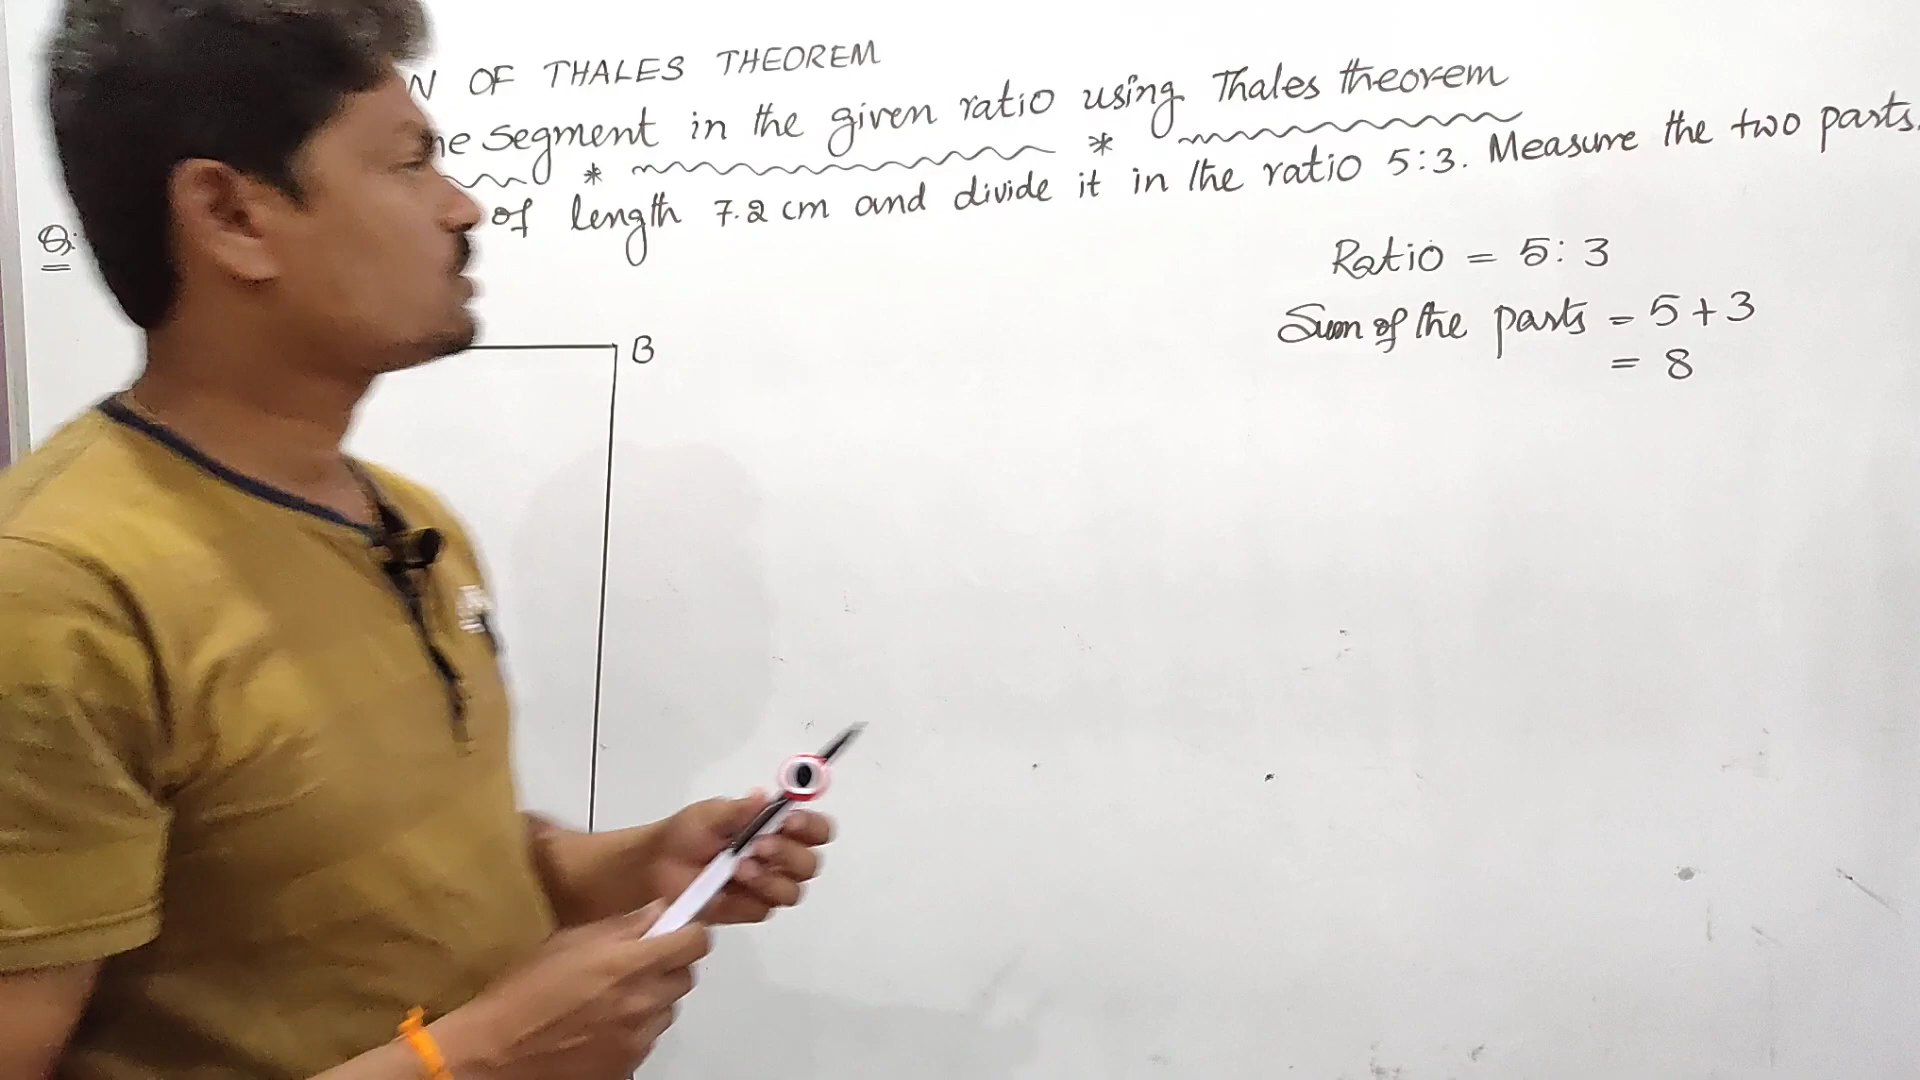 OF THALES THEOREM
segment in the given ratio using Thales theorem
* *
Q: of length 7.2 cm and divide it in the ratio 5:3. Measure the two parts.
Ratio = 5:3
Sum of the parts = 5+3
= 8
B